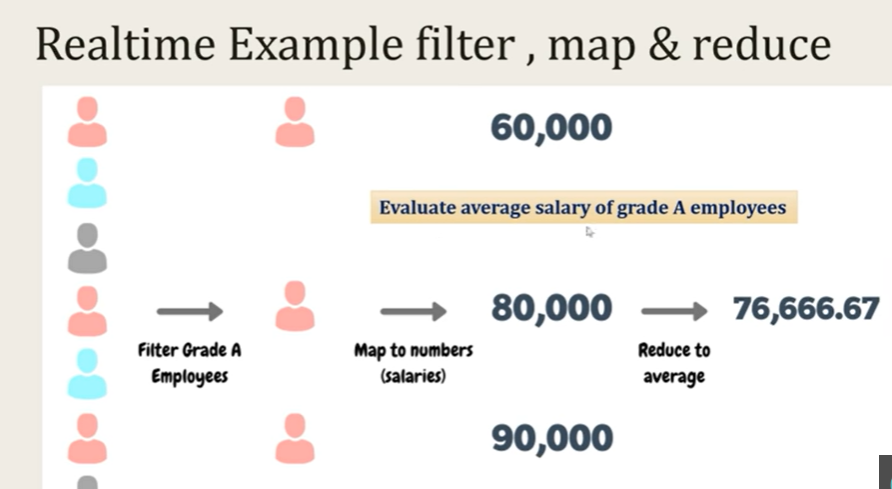 Realtime Example filter , map & reduce
60,000
Evaluate average salary of grade A employees
80,000
76,666.67
Filter Grade A
Employees
Map to numbers
(salaries)
Reduce to
average
90,000